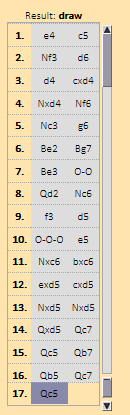 Result: draw
1. e4 c5
2. Nf3 d6
3. d4 cxd4
4. Nxd4 Nf6
5. Nc3 g6
6. Be2 Bg7
7. Be3 O-O
8. Qd2 Nc6
9. f3 d5
10. O-O-O e5
11. Nxc6 bxc6
12. exd5 cxd5
13. Nxd5 Nxd5
14. Qxd5 Qc7
15. Qc5 Qb7
16. Qb5 Qc7
17. Qc5